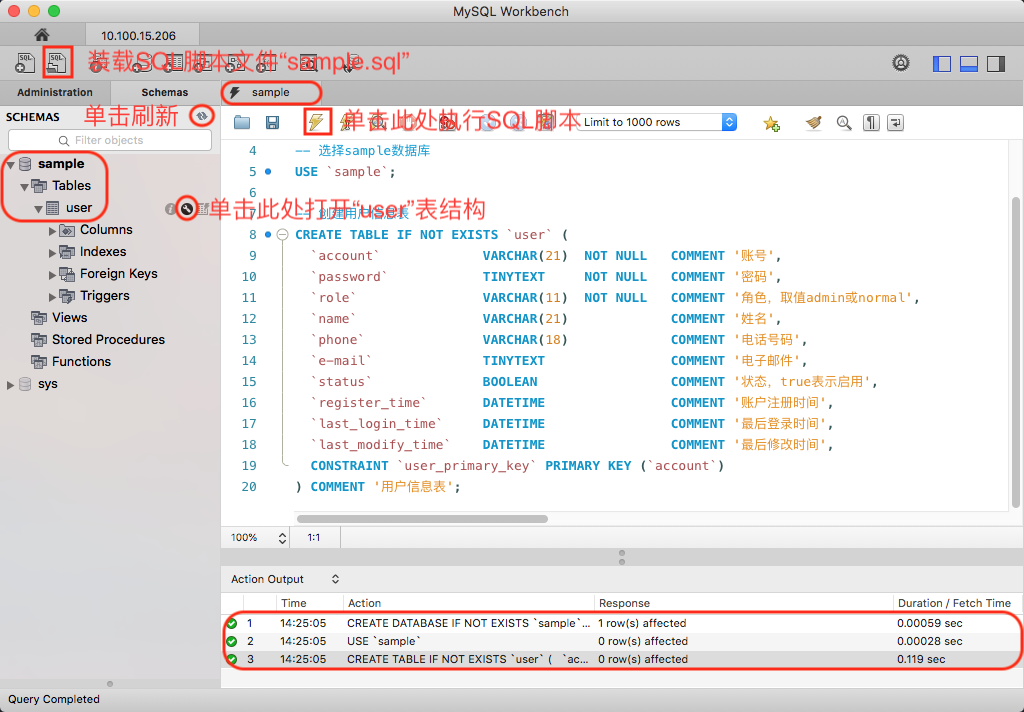 MySQL Workbench
10.100.15.206
装载SQL脚本文件“sample.sql”
Administration
Schemas
sample
SCHEMAS
单击刷新
单击此处执行SQL脚本
Limit to 1000 rows
Filter objects
sample
Tables
user
单击此处打开“user”表结构
Columns
Indexes
Foreign Keys
Triggers
Views
Stored Procedures
Functions
sys
4 -- 选择sample数据库
5 USE `sample`;
6
7 -- 创建用户信息表
8 CREATE TABLE IF NOT EXISTS `user` (
9 `account` VARCHAR(21) NOT NULL COMMENT '账号',
10 `password` TINYTEXT NOT NULL COMMENT '密码',
11 `role` VARCHAR(11) NOT NULL COMMENT '角色，取值admin或normal',
12 `name` VARCHAR(21) COMMENT '姓名',
13 `phone` VARCHAR(18) COMMENT '电话号码',
14 `e-mail` TINYTEXT COMMENT '电子邮件',
15 `status` BOOLEAN COMMENT '状态，true表示启用',
16 `register_time` DATETIME COMMENT '账户注册时间',
17 `last_login_time` DATETIME COMMENT '最后登录时间',
18 `last_modify_time` DATETIME COMMENT '最后修改时间',
19 CONSTRAINT `user_primary_key` PRIMARY KEY (`account`)
20 ) COMMENT '用户信息表';
100% 1:1
Action Output
Time Action Response Duration / Fetch Time
1 14:25:05 CREATE DATABASE IF NOT EXISTS `sample`... 1 row(s) affected 0.00059 sec
2 14:25:05 USE `sample` 0 row(s) affected 0.00028 sec
3 14:25:05 CREATE TABLE IF NOT EXISTS `user` ( `ac... 0 row(s) affected 0.119 sec
Query Completed